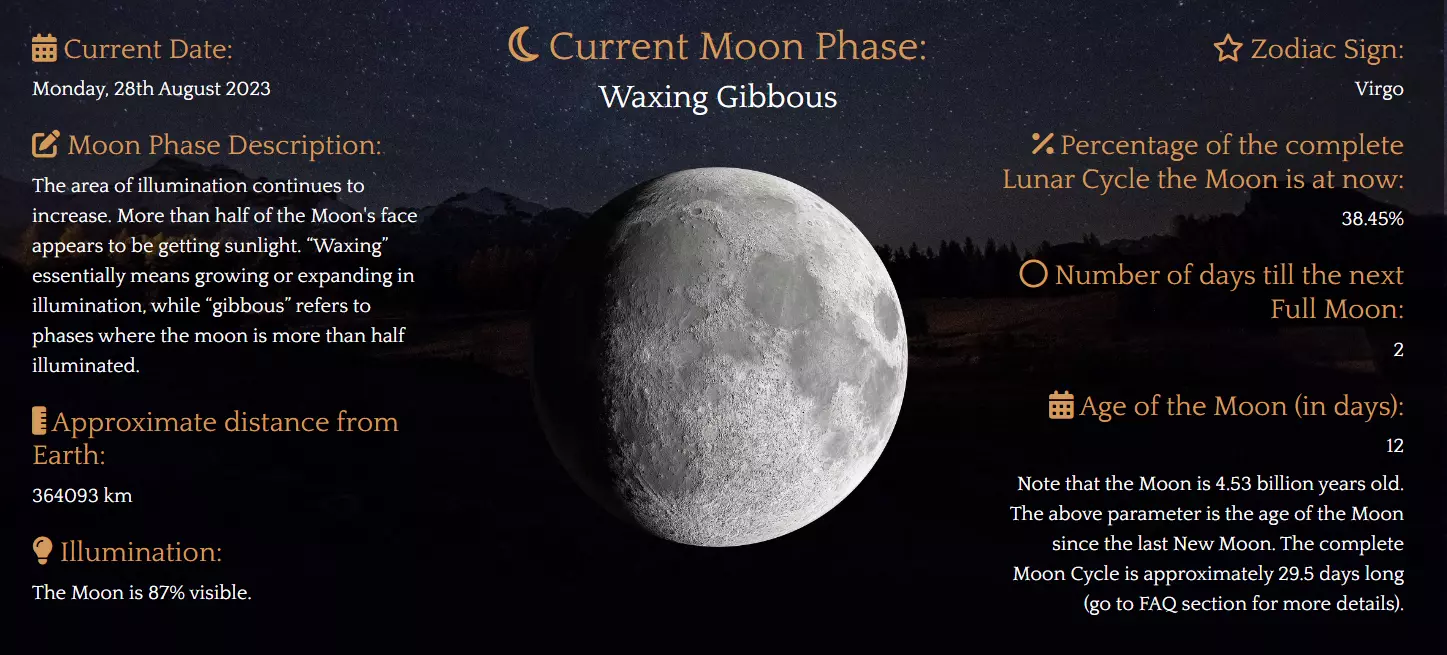 Current Date:
Monday, 28th August 2023
Moon Phase Description:
The area of illumination continues to
increase. More than half of the Moon's face
appears to be getting sunlight. “Waxing”
essentially means growing or expanding in
illumination, while “gibbous” refers to
phases where the moon is more than half
illuminated.
Approximate distance from
Earth:
364093 km
Illumination:
The Moon is 87% visible.
Current Moon Phase:
Waxing Gibbous
Zodiac Sign:
Virgo
Percentage of the complete
Lunar Cycle the Moon is at now:
38.45%
Number of days till the next
Full Moon:
2
Age of the Moon (in days):
12
Note that the Moon is 4.53 billion years old.
The above parameter is the age of the Moon
since the last New Moon. The complete
Moon Cycle is approximately 29.5 days long
(go to FAQ section for more details).